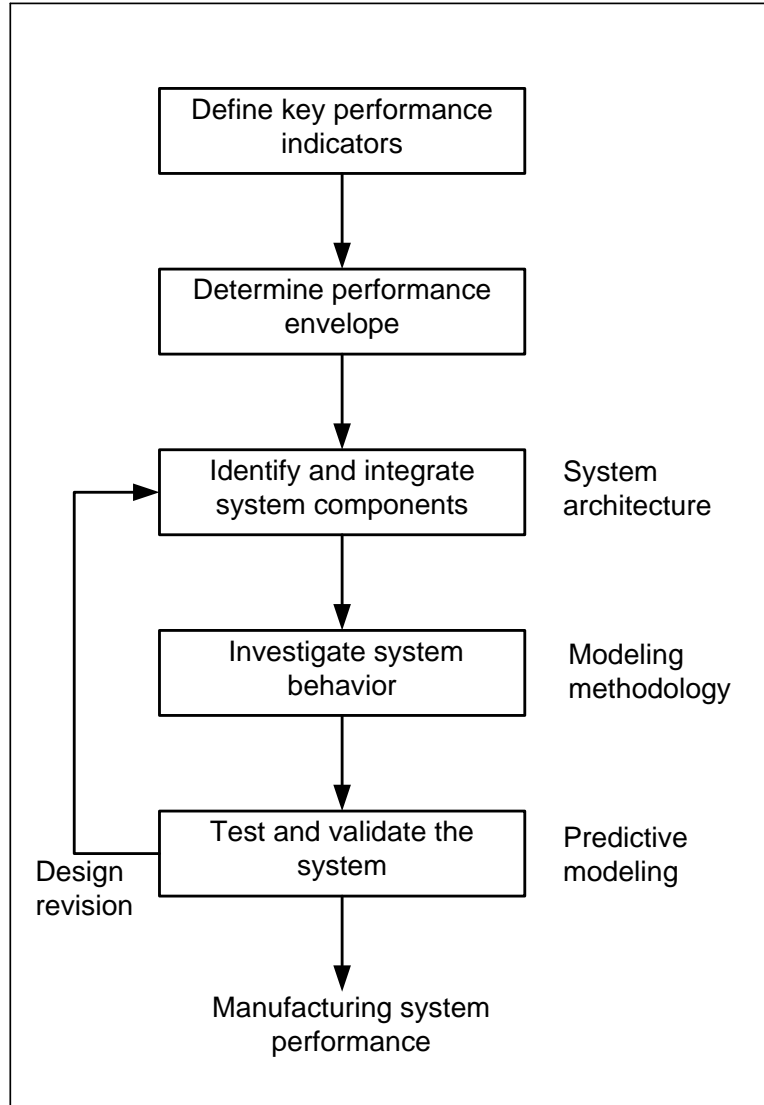 Define key performance
indicators
Determine performance
envelope
Identify and integrate
system components
System
architecture
Investigate system
behavior
Modeling
methodology
Test and validate the
system
Predictive
modeling
Design
revision
Manufacturing system
performance